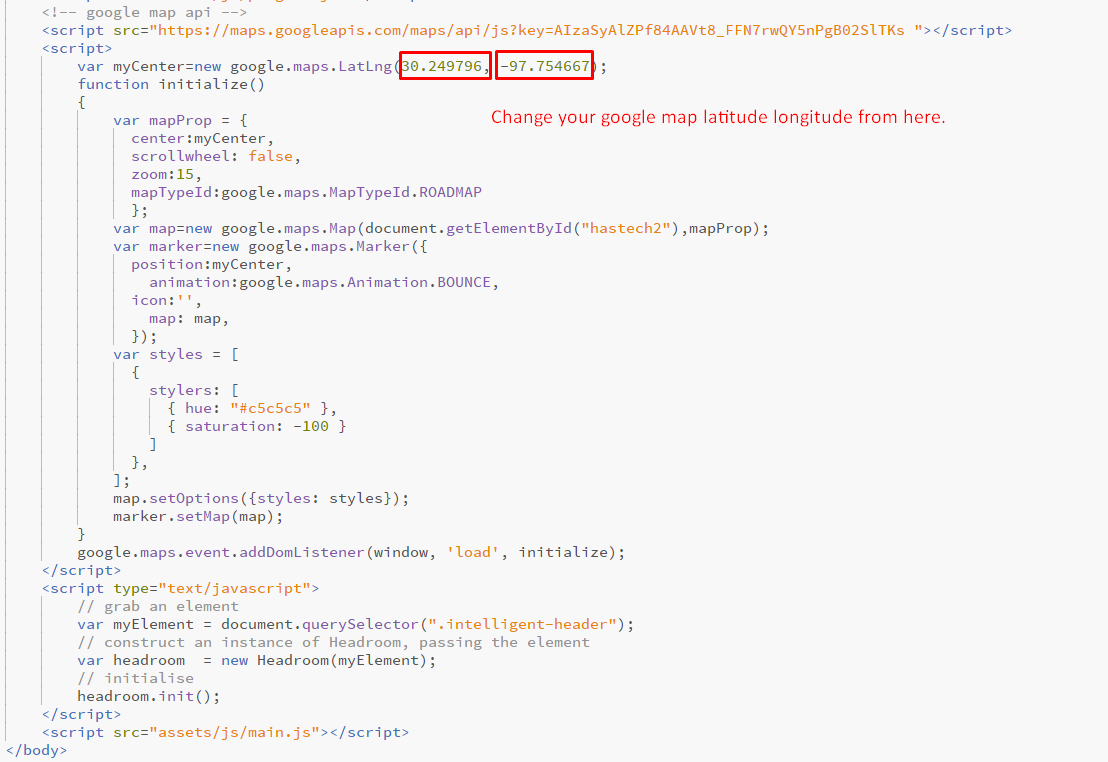 <!-- google map api -->
<script src="https://maps.googleapis.com/maps/api/js?key=AIzaSyAlZPf84AAVt8_FFN7rwQY5nPgB02SlTKs "></script>
<script>
var myCenter=new google.maps.LatLng(30.249796, -97.754667);
function initialize()
{
Change your google map latitude longitude from here.
var mapProp = {
center:myCenter,
scrollwheel: false,
zoom:15,
mapTypeId:google.maps.MapTypeId.ROADMAP
};
var map=new google.maps.Map(document.getElementById("hastech2"),mapProp);
var marker=new google.maps.Marker({
position:myCenter,
animation:google.maps.Animation.BOUNCE,
icon:'',
map: map,
});
var styles = [
{
stylers: [
{ hue: "#c5c5c5" },
{ saturation: -100 }
]
},
];
map.setOptions({styles: styles});
marker.setMap(map);
}
google.maps.event.addDomListener(window, 'load', initialize);
</script>
<script type="text/javascript">
// grab an element
var myElement = document.querySelector(".intelligent-header");
// construct an instance of Headroom, passing the element
var headroom  = new Headroom(myElement);
// initialise
headroom.init();
</script>
<script src="assets/js/main.js"></script>
</body>